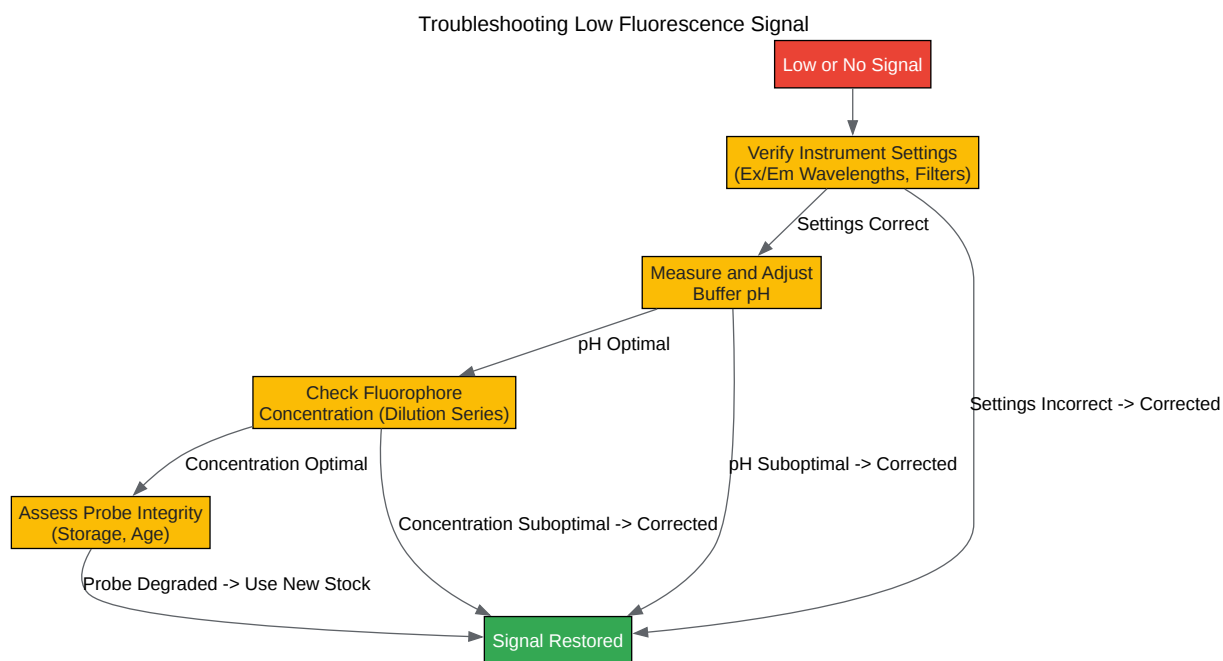 Troubleshooting Low Fluorescence Signal
Low or No Signal
Verify Instrument Settings
(Ex/Em Wavelengths, Filters)
Settings Correct
Measure and Adjust
Buffer pH
pH Optimal
Check Fluorophore
Concentration (Dilution Series)
Settings Incorrect -> Corrected
Concentration Optimal
pH Suboptimal -> Corrected
Assess Probe Integrity
(Storage, Age)
Concentration Suboptimal -> Corrected
Probe Degraded -> Use New Stock
Signal Restored